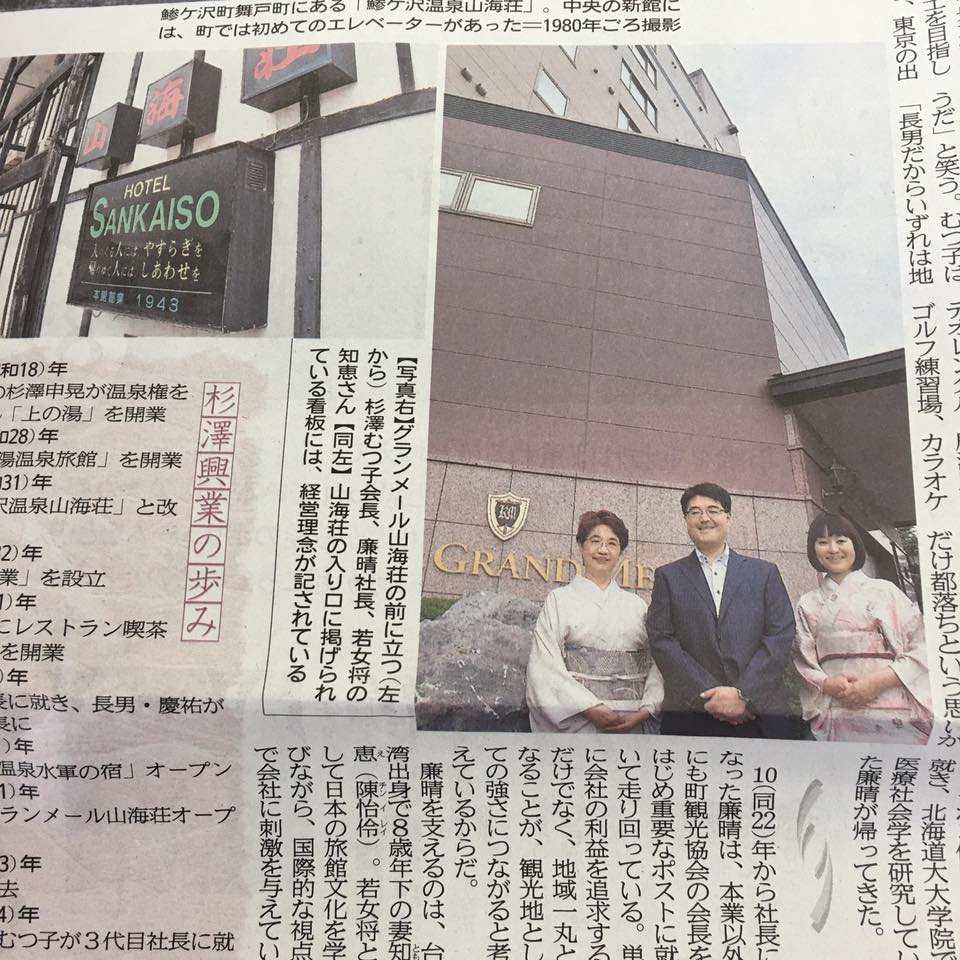 鰺ケ沢町舞戸町にある「鰺ケ沢温泉山海荘」。中央の新館に
は、町では初めてのエレベーターがあった＝1980年ごろ撮影
山
海
荘
HOTEL
SANKAISO
やすらぎを
しあわせを
1943
GRAND ME
【写真右】グランメール山海荘の前に立つ（左
から）杉澤むつ子会長、廉晴社長、若女将の
知恵さん【同左】山海荘の入り口に掲げられ
ている看板には、経営理念が記されている
杉澤興業の歩み
和18）年
の杉澤申晃が温泉権を
「上の湯」を開業
和28）年
湯温泉旅館」を開業
31）年
沢温泉山海荘」と改
22）年
業」を設立
1）年
にレストラン喫茶
を開業
）年
長に就き、長男・慶祐が
長に
）年
温泉水軍の宿」オープン
1）年
ランメール山海荘オープ
3）年
去
4）年
むつ子が３代目社長に就
士を目指し
、東京の出
うだ」と笑う。むつ子は
「長男だからいずれは地
ゴルフ練習場、カラオケ
だけ都落ちという思いが
就き、北海道大大学院で
医療社会学を研究してい
た廉晴が帰ってきた。
10（同22）年から社長に
なった廉晴は、本業以外
にも町観光協会の会長を
はじめ重要なポストに就
いて走り回っている。単
に会社の利益を追求する
だけでなく、地域一丸と
なることが、観光地とし
ての強さにつながると考
えているからだ。
廉晴を支えるのは、台
湾出身で８歳年下の妻知
恵（陳怡伶）。若女将と
して日本の旅館文化を学
びながら、国際的な視点
で会社に刺激を与えてい